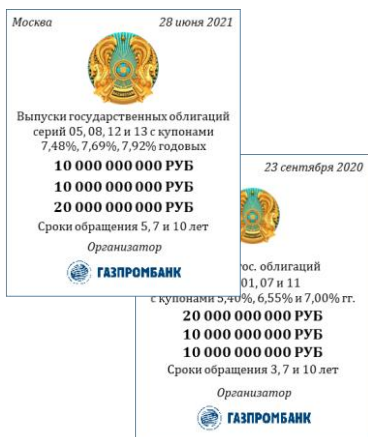 Москва 28 июня 2021
Выпуски государственных облигаций
серий 05, 08, 12 и 13 с купонами
7,48%, 7,69%, 7,92% годовых
10 000 000 000 РУБ
10 000 000 000 РУБ
20 000 000 000 РУБ
Сроки обращения 5, 7 и 10 лет
Организатор
ГАЗПРОМБАНК
23 сентября 2020
гос. облигаций
01, 07 и 11
с купонами 5,40%, 6,55% и 7,00% гг.
20 000 000 000 РУБ
10 000 000 000 РУБ
10 000 000 000 РУБ
Сроки обращения 3, 7 и 10 лет
Организатор
ГАЗПРОМБАНК